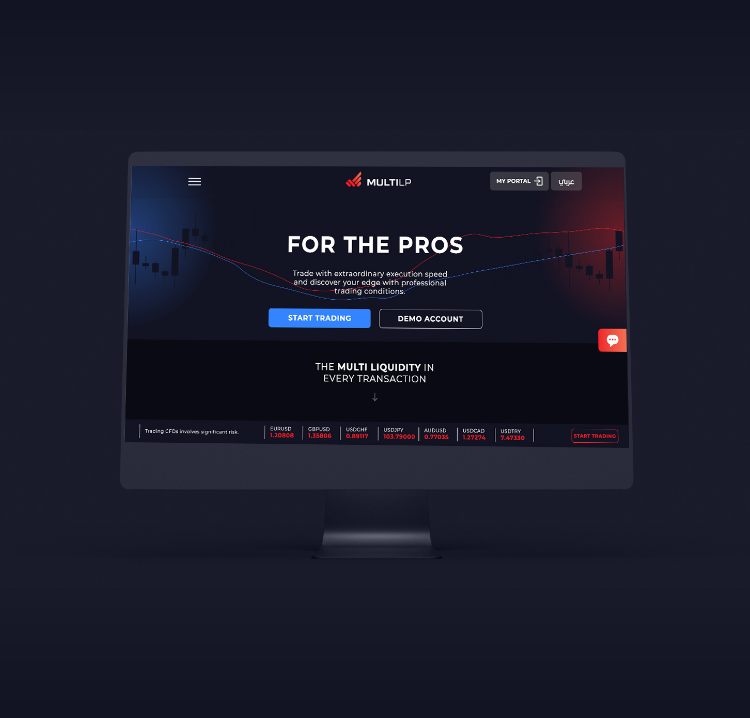 MULTILP
MY PORTAL
عربي
FOR THE PROS
Trade with extraordinary execution speed
and discover your edge with professional
trading conditions.
START TRADING
DEMO ACCOUNT
THE MULTI LIQUIDITY IN
EVERY TRANSACTION
Trading CFDs involves significant risk.
EURUSD
1.20808
GBPUSD
1.35886
USDCHF
0.89117
USDJPY
103.79000
AUDUSD
0.77035
USDCAD
1.27274
USDTRY
7.47330
START TRADING